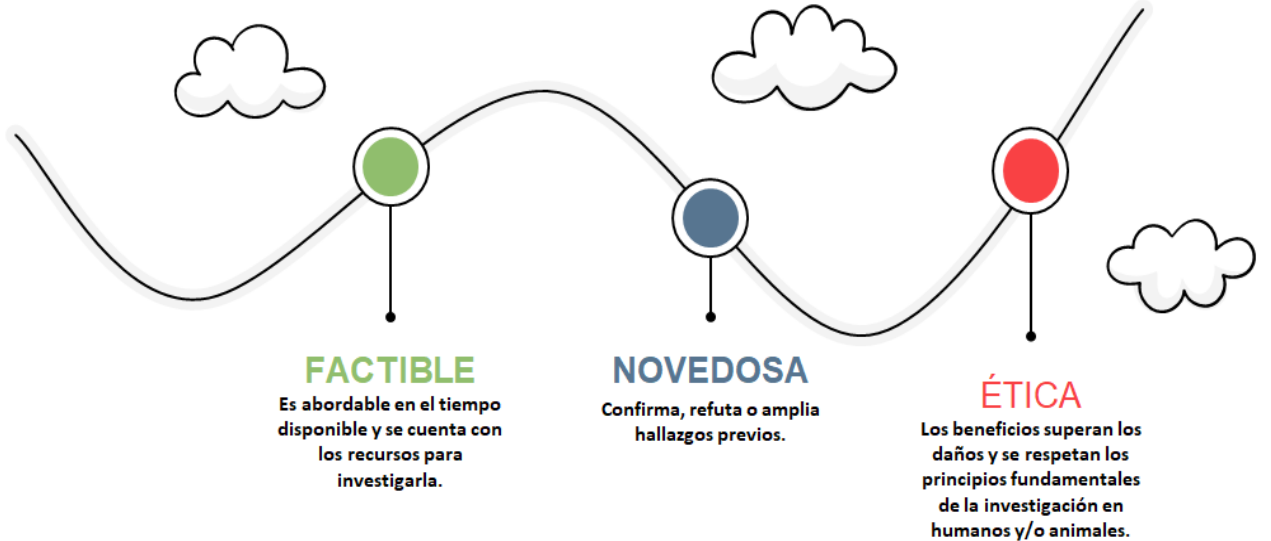 FACTIBLE
Es abordable en el tiempo
disponible y se cuenta con
los recursos para
investigarla.
NOVEDOSA
Confirma, refuta o amplia
hallazgos previos.
ÉTICA
Los beneficios superan los
daños y se respetan los
principios fundamentales
de la investigación en
humanos y/o animales.